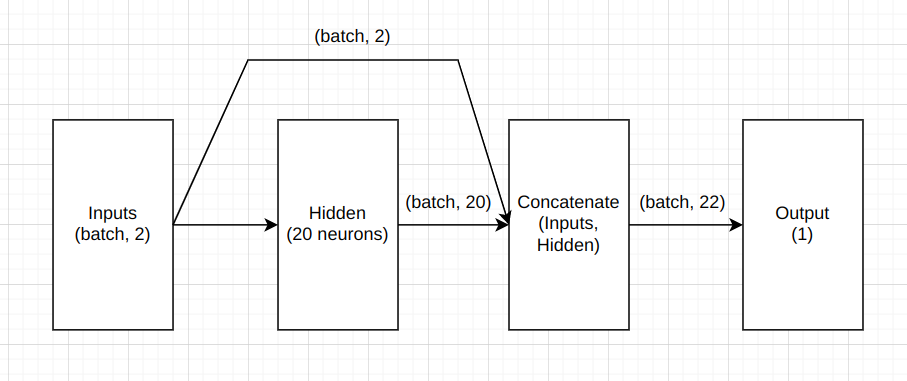 (batch, 2)
Inputs
(batch, 2)
Hidden
(20 neurons)
(batch, 20)
Concatenate
(Inputs,
Hidden)
(batch, 22)
Output
(1)